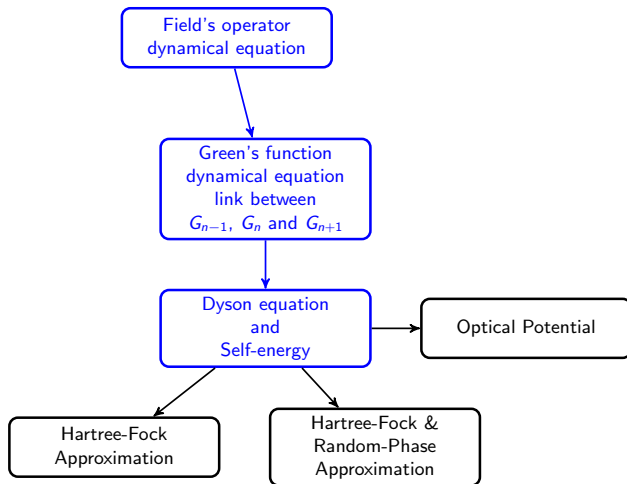 Field's operator
dynamical equation
Green's function
dynamical equation
link between
G_{n−1}, G_n and G_{n+1}
Dyson equation
and
Self-energy
Optical Potential
Hartree-Fock
Approximation
Hartree-Fock &
Random-Phase
Approximation